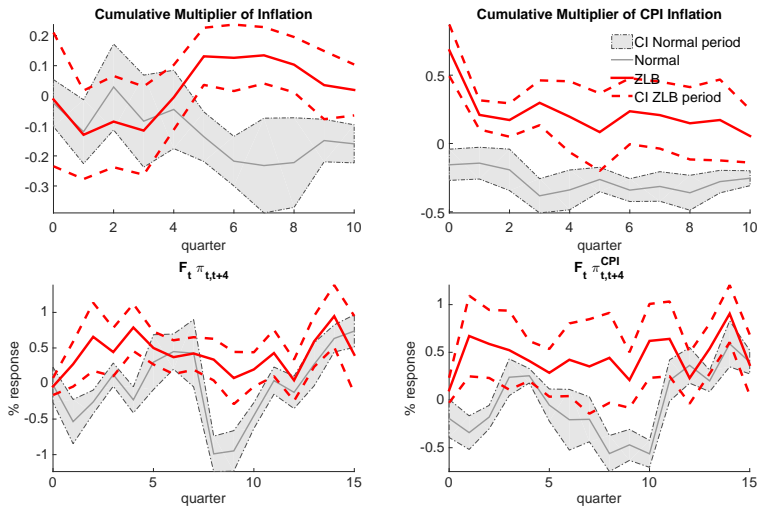 Cumulative Multiplier of Inflation
0.2
0.1
0
-0.1
-0.2
-0.3
0 2 4 6 8 10
quarter
Cumulative Multiplier of CPI Inflation
CI Normal period
Normal
ZLB
CI ZLB period
0.5
0
-0.5
0 2 4 6 8 10
quarter
F_t π_{t,t+4}
% response
1
0.5
0
-0.5
-1
0 5 10 15
quarter
F_t π^{CPI}_{t,t+4}
% response
1
0.5
0
-0.5
0 5 10 15
quarter